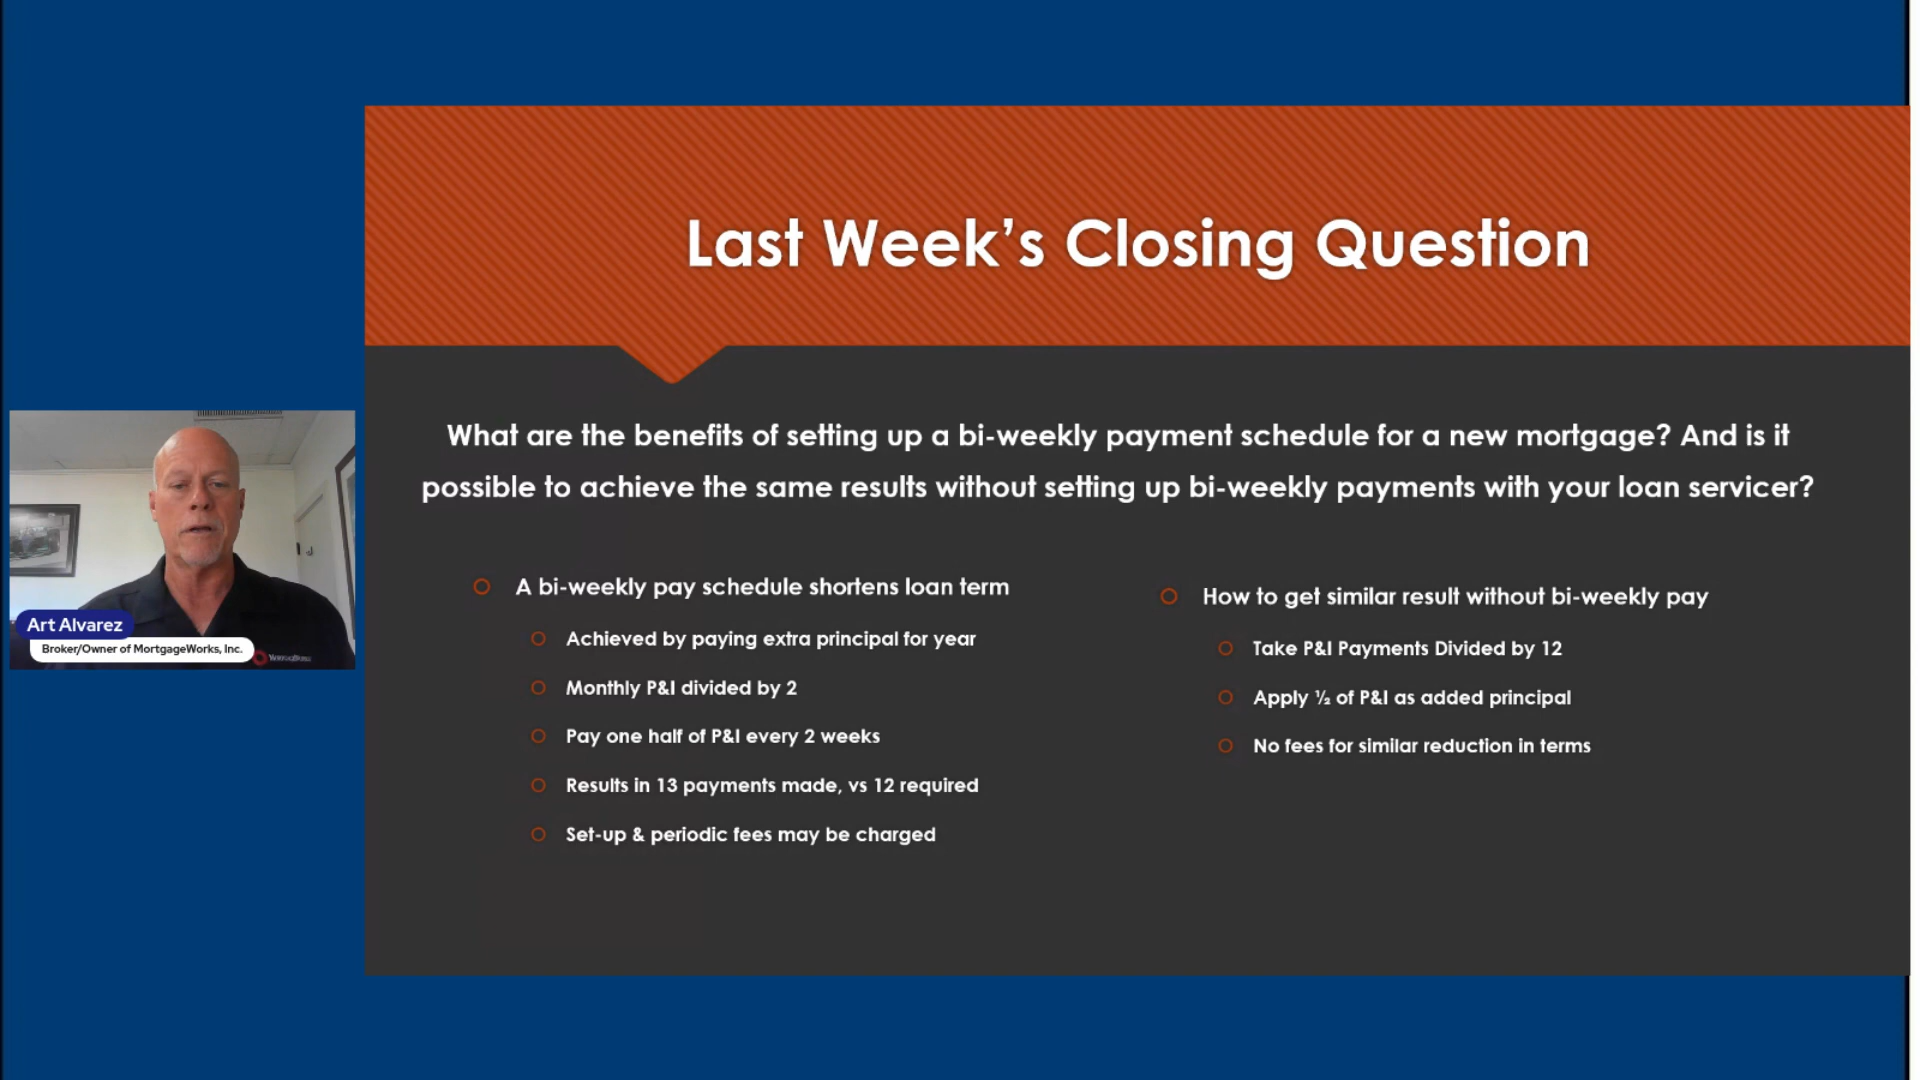 Last Week’s Closing Question
What are the benefits of setting up a bi-weekly payment schedule for a new mortgage? And is it
possible to achieve the same results without setting up bi-weekly payments with your loan servicer?
A bi-weekly pay schedule shortens loan term
Achieved by paying extra principal for year
Monthly P&I divided by 2
Pay one half of P&I every 2 weeks
Results in 13 payments made, vs 12 required
Set-up & periodic fees may be charged
How to get similar result without bi-weekly pay
Take P&I Payments Divided by 12
Apply ½ of P&I as added principal
No fees for similar reduction in terms
Art Alvarez
Broker/Owner of MortgageWorks, Inc.